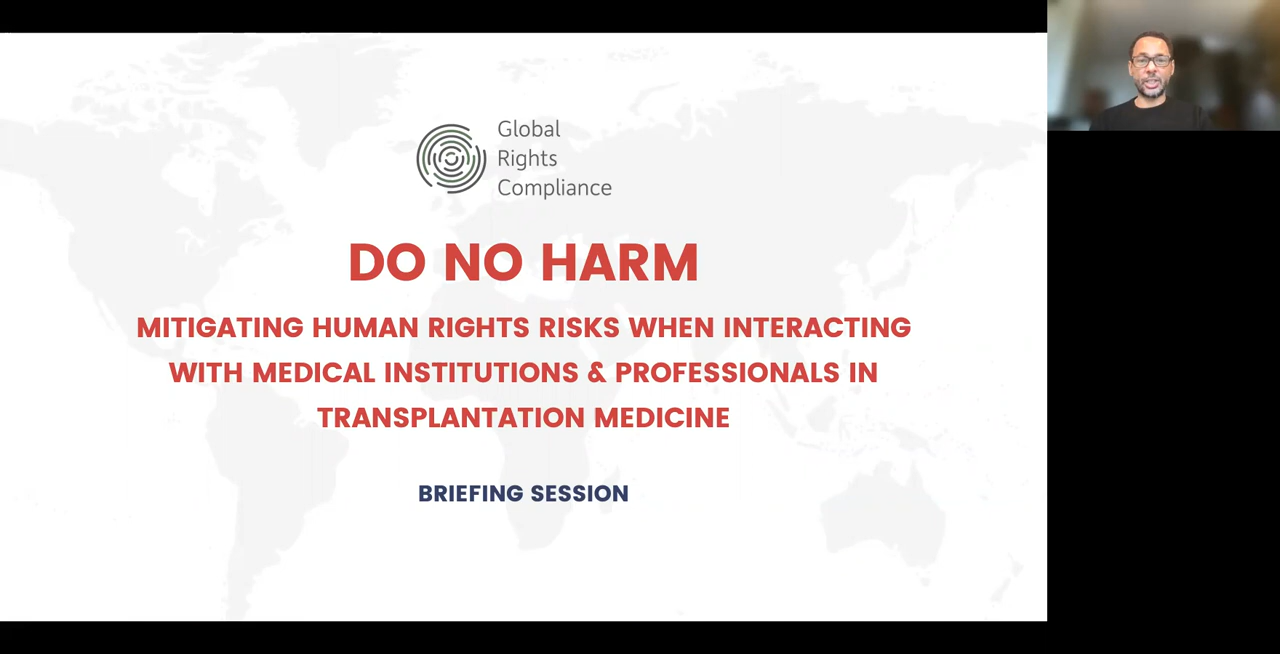 Global
Rights
Compliance
DO NO HARM
MITIGATING HUMAN RIGHTS RISKS WHEN INTERACTING
WITH MEDICAL INSTITUTIONS & PROFESSIONALS IN
TRANSPLANTATION MEDICINE
BRIEFING SESSION